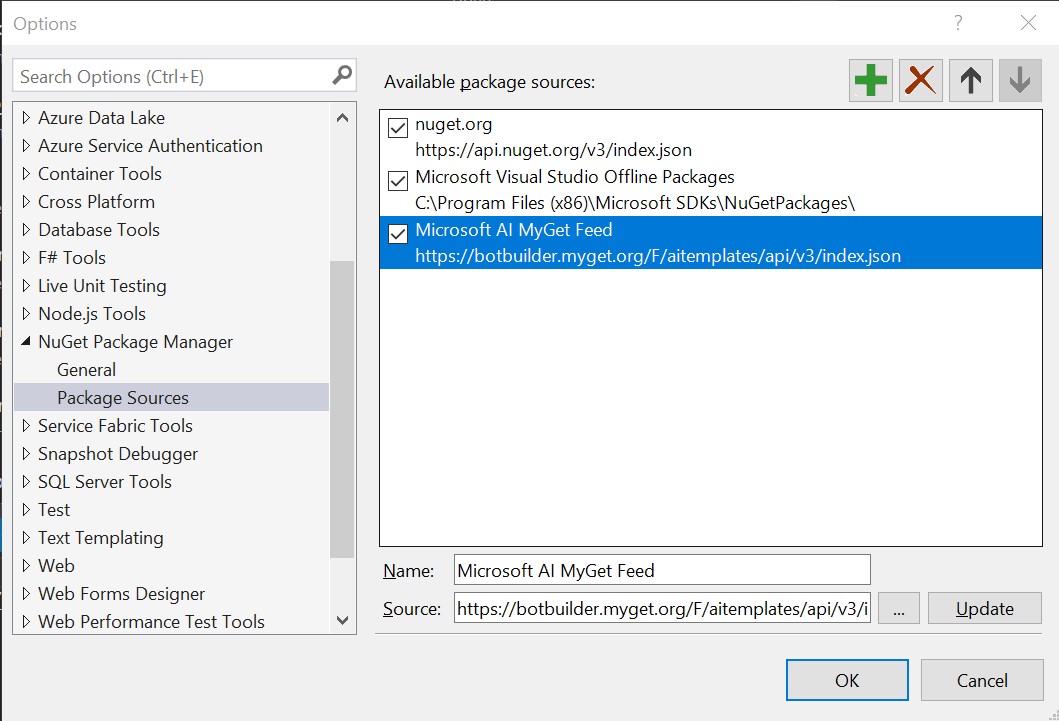 Options
?
Search Options (Ctrl+E)
Azure Data Lake
Azure Service Authentication
Container Tools
Cross Platform
Database Tools
F# Tools
Live Unit Testing
Node.js Tools
NuGet Package Manager
General
Package Sources
Service Fabric Tools
Snapshot Debugger
SQL Server Tools
Test
Text Templating
Web
Web Forms Designer
Web Performance Test Tools
Available package sources:
nuget.org
https://api.nuget.org/v3/index.json
Microsoft Visual Studio Offline Packages
C:\Program Files (x86)\Microsoft SDKs\NuGetPackages\
Microsoft AI MyGet Feed
https://botbuilder.myget.org/F/aitemplates/api/v3/index.json
Name: Microsoft AI MyGet Feed
Source: https://botbuilder.myget.org/F/aitemplates/api/v3/i ... Update
OK Cancel